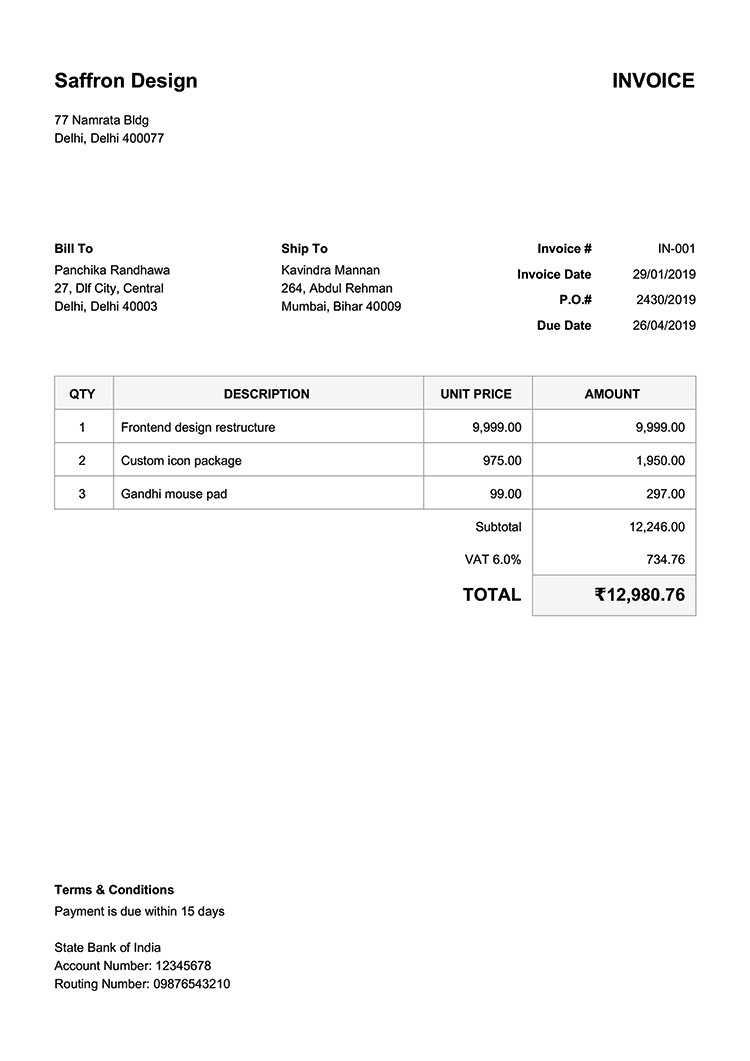 Saffron Design
INVOICE
77 Namrata Bldg
Delhi, Delhi 400077
Bill To
Panchika Randhawa
27, Dlf City, Central
Delhi, Delhi 40003
Ship To
Kavindra Mannan
264, Abdul Rehman
Mumbai, Bihar 40009
Invoice # IN-001
Invoice Date 29/01/2019
P.O.# 2430/2019
Due Date 26/04/2019
QTY DESCRIPTION UNIT PRICE AMOUNT
1 Frontend design restructure 9,999.00 9,999.00
2 Custom icon package 975.00 1,950.00
3 Gandhi mouse pad 99.00 297.00
Subtotal 12,246.00
VAT 6.0% 734.76
TOTAL ₹12,980.76
Terms & Conditions
Payment is due within 15 days
State Bank of India
Account Number: 12345678
Routing Number: 09876543210